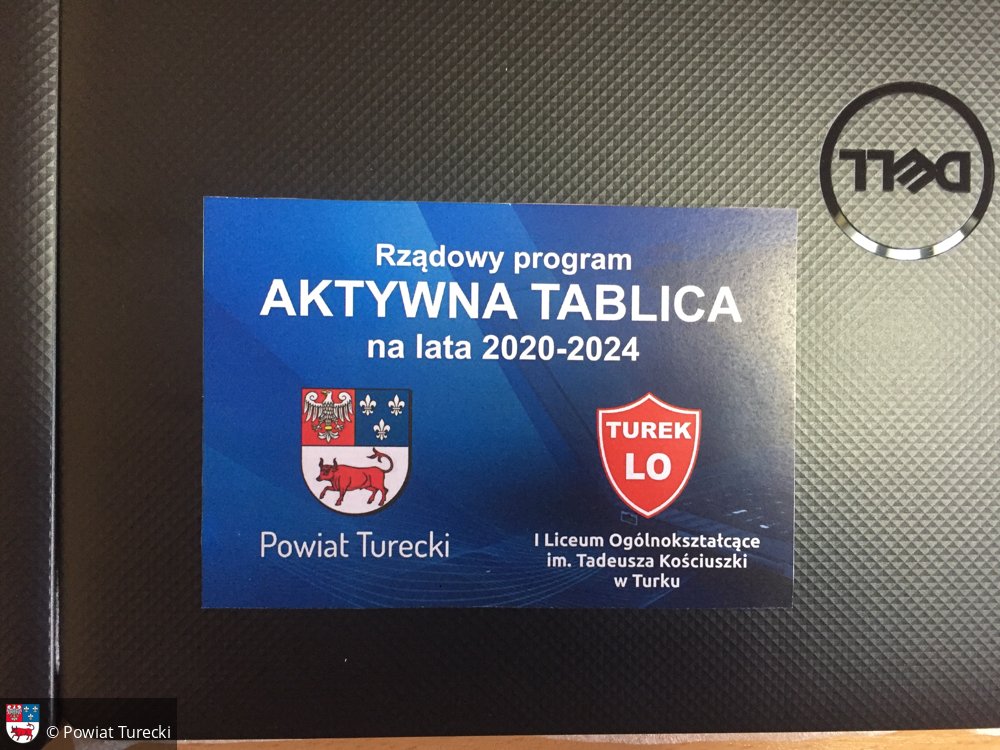 DELL
Rządowy program
AKTYWNA TABLICA
na lata 2020-2024
Powiat Turecki
TUREK
LO
I Liceum Ogólnokształcące
im. Tadeusza Kościuszki
w Turku
© Powiat Turecki